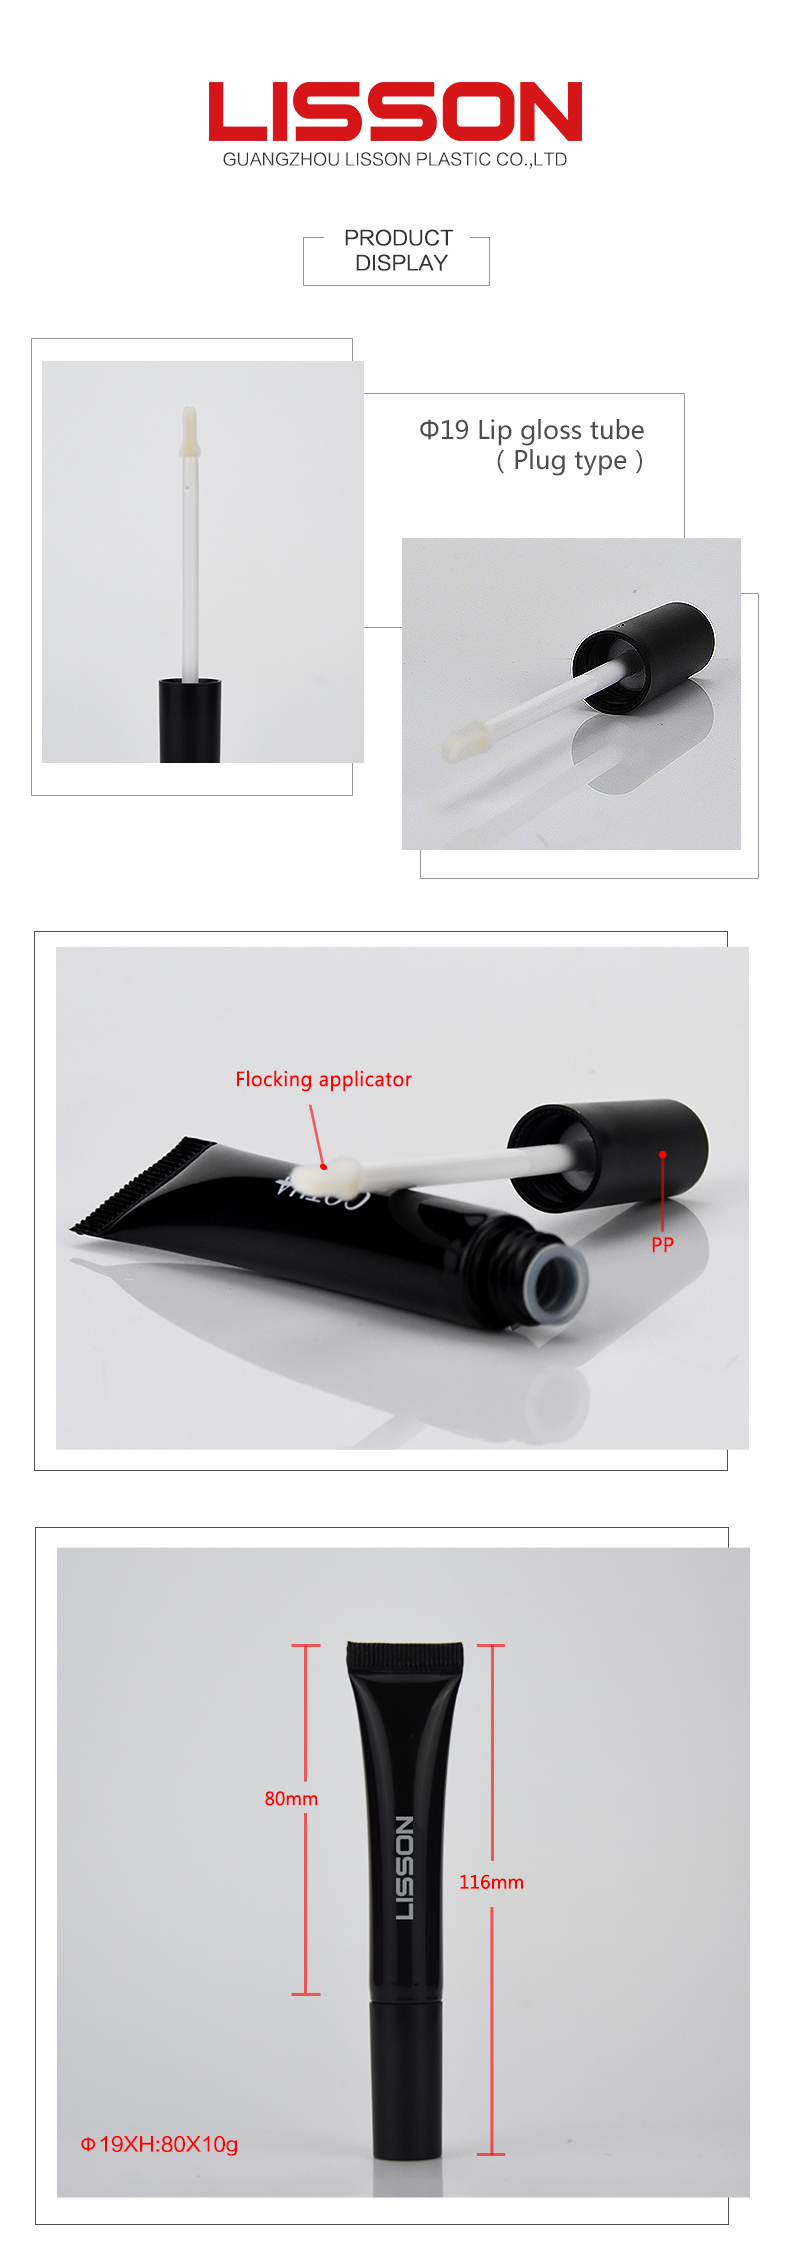 LISSON
GUANGZHOU LISSON PLASTIC CO.,LTD
PRODUCT
DISPLAY
Φ19 Lip gloss tube
( Plug type )
Flocking applicator
PP
80mm
LISSON
116mm
Φ19XH:80X10g